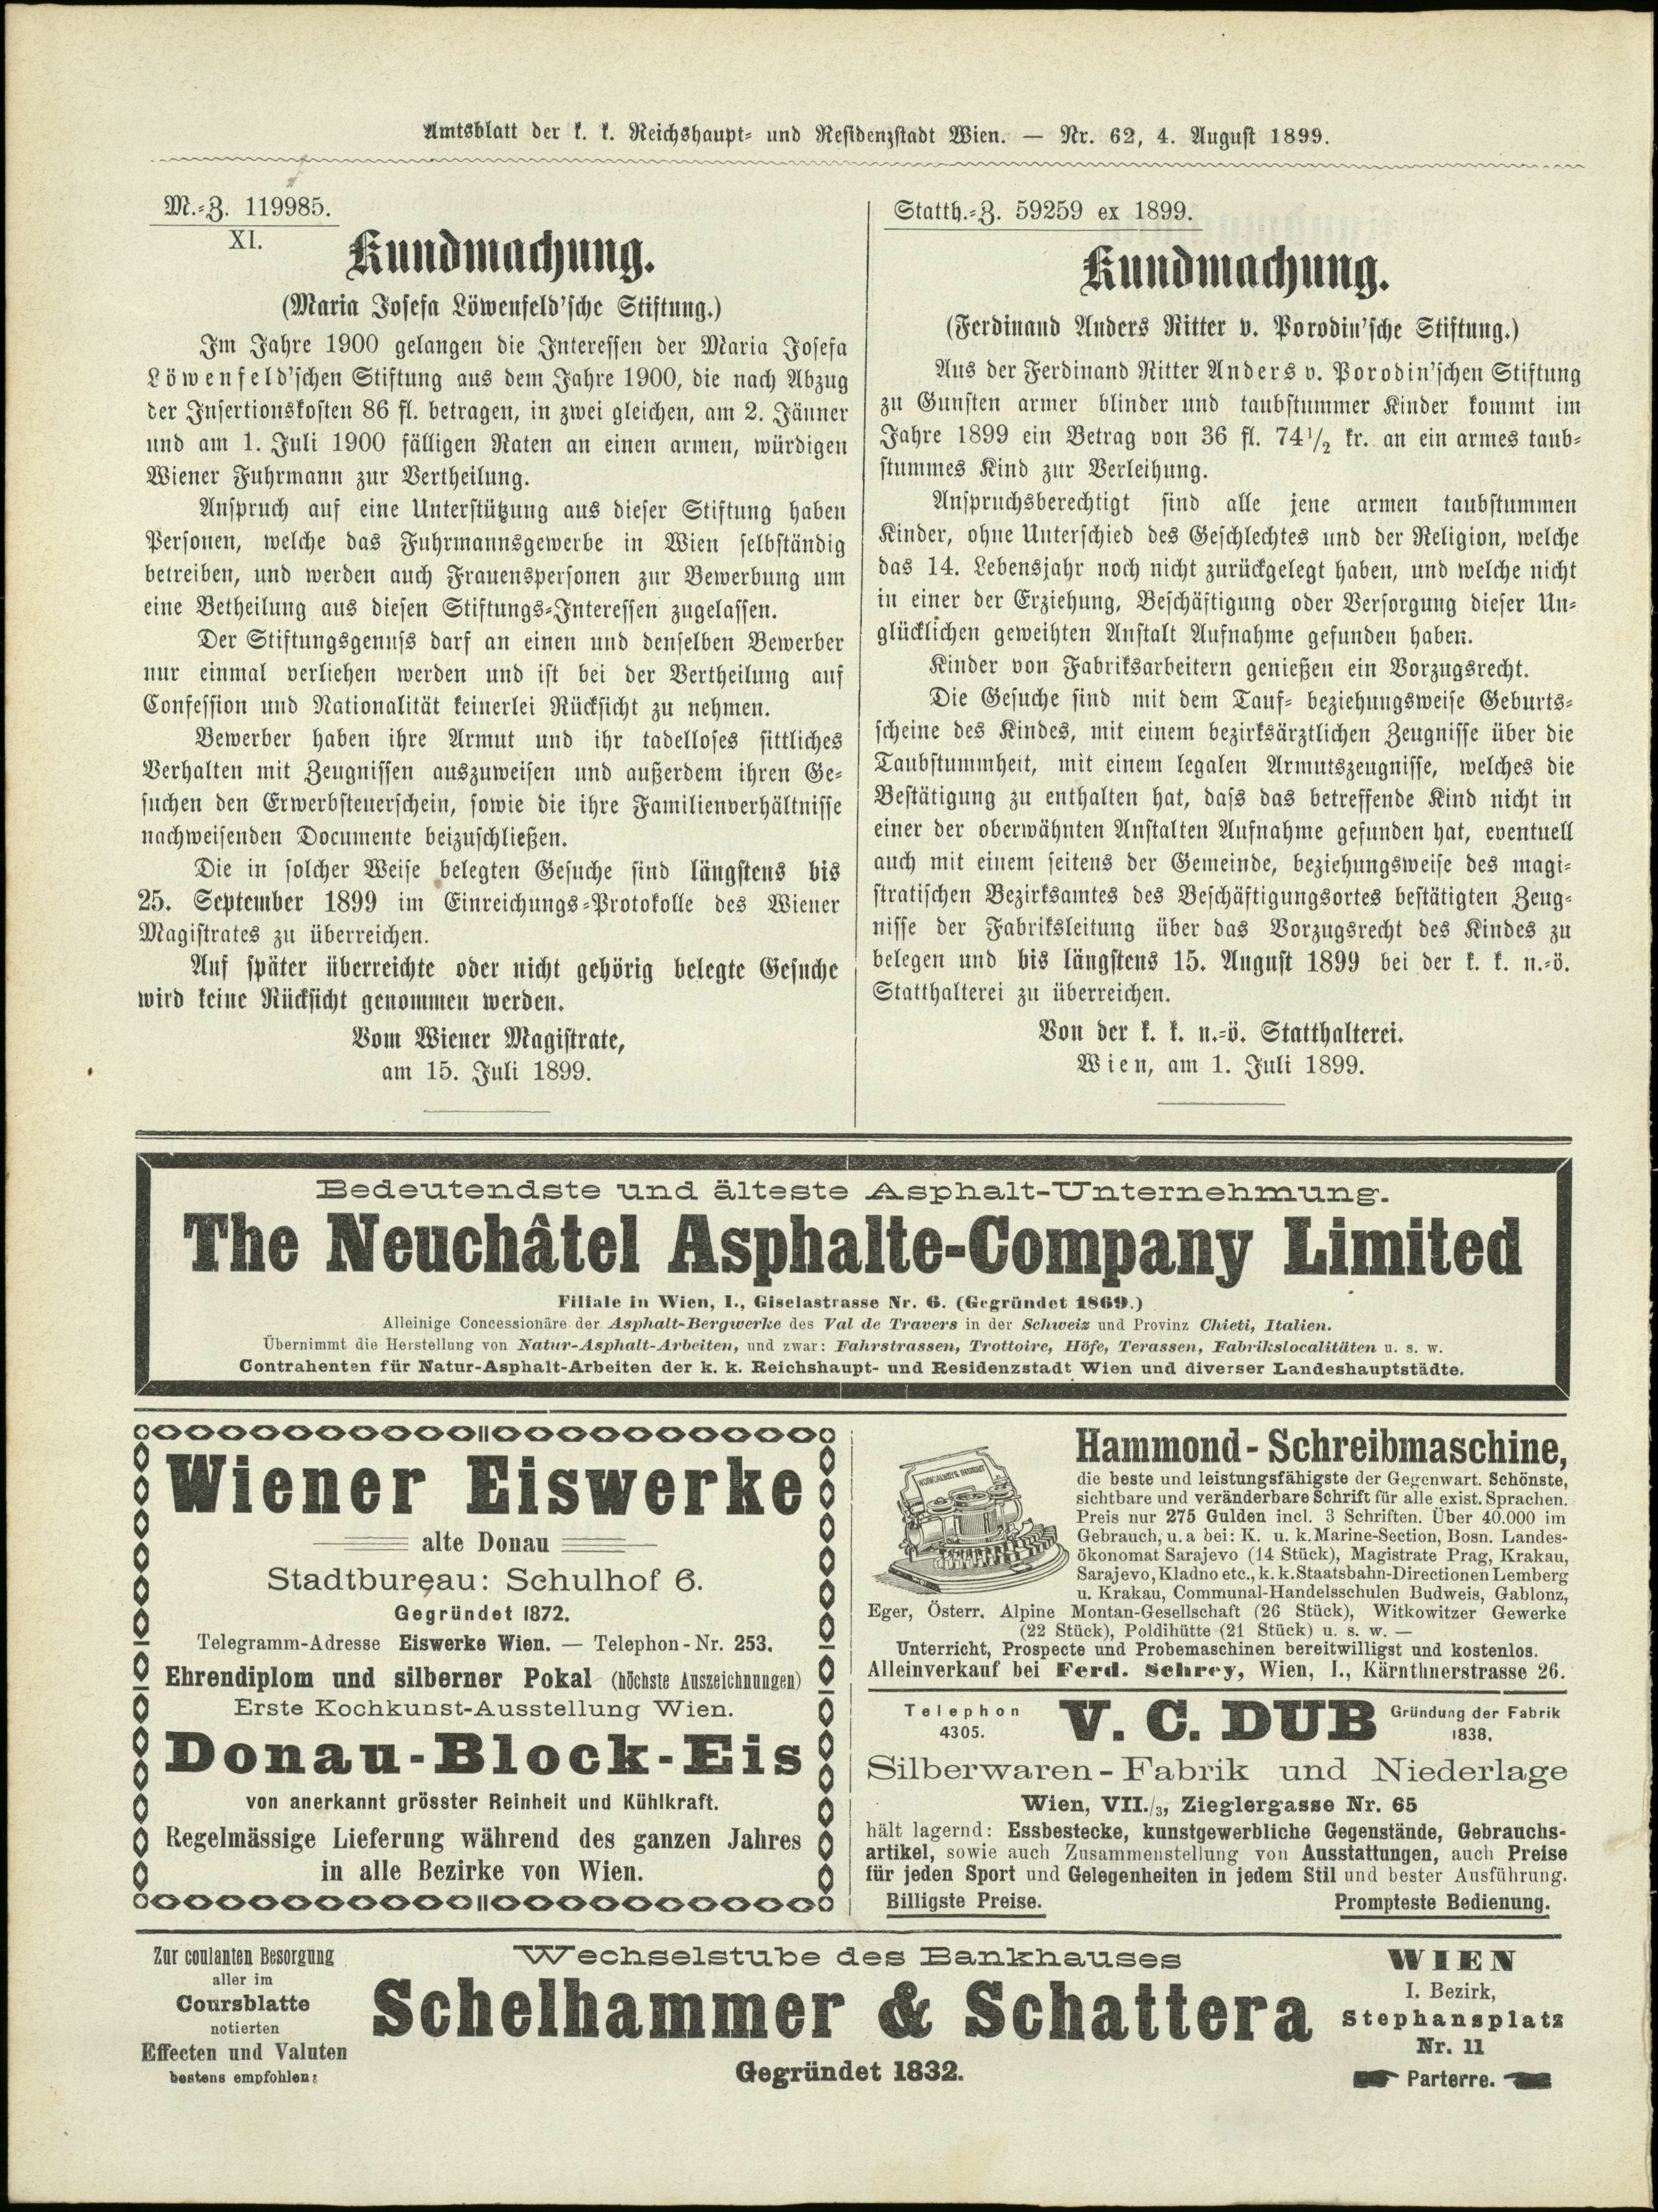 Amtsblatt der k. k. Reichshaupt- und Residenzstadt Wien. — Nr. 62, 4. August 1899.
M.-Z. 119985.
XI.
Kundmachung.
(Maria Josefa Löwenfeld'sche Stiftung.)
Im Jahre 1900 gelangen die Interessen der Maria Josefa
Löwenfeld'schen Stiftung aus dem Jahre 1900, die nach Abzug
der Insertionskosten 86 fl. betragen, in zwei gleichen, am 2. Jänner
und am 1. Juli 1900 fälligen Raten an einen armen, würdigen
Wiener Fuhrmann zur Vertheilung.
Anspruch auf eine Unterstützung aus dieser Stiftung haben
Personen, welche das Fuhrmannsgewerbe in Wien selbständig
betreiben, und werden auch Frauenspersonen zur Bewerbung um
eine Betheilung aus diesen Stiftungs-Interessen zugelassen.
Der Stiftungsgenuss darf an einen und denselben Bewerber
nur einmal verliehen werden und ist bei der Vertheilung auf
Confession und Nationalität keinerlei Rücksicht zu nehmen.
Bewerber haben ihre Armut und ihr tadelloses sittliches
Verhalten mit Zeugnissen auszuweisen und außerdem ihren Ge-
suchen den Erwerbsteuerschein, sowie die ihre Familienverhältnisse
nachweisenden Documente beizuschließen.
Die in solcher Weise belegten Gesuche sind längstens bis
25. September 1899 im Einreichungs-Protokolle des Wiener
Magistrates zu überreichen.
Auf später überreichte oder nicht gehörig belegte Gesuche
wird keine Rücksicht genommen werden.
Vom Wiener Magistrate,
am 15. Juli 1899.
Statth.-Z. 59259 ex 1899.
Kundmachung.
(Ferdinand Anders Ritter v. Porodin'sche Stiftung.)
Aus der Ferdinand Ritter Anders v. Porodin'schen Stiftung
zu Gunsten armer blinder und taubstummer Kinder kommt im
Jahre 1899 ein Betrag von 36 fl. 74½ kr. an ein armes taub-
stummes Kind zur Verleihung.
Anspruchsberechtigt sind alle jene armen taubstummen
Kinder, ohne Unterschied des Geschlechtes und der Religion, welche
das 14. Lebensjahr noch nicht zurückgelegt haben, und welche nicht
in einer der Erziehung, Beschäftigung oder Versorgung dieser Un-
glücklichen geweihten Anstalt Aufnahme gefunden haben.
Kinder von Fabriksarbeitern genießen ein Vorzugsrecht.
Die Gesuche sind mit dem Tauf- beziehungsweise Geburts-
scheine des Kindes, mit einem bezirksärztlichen Zeugnisse über die
Taubstummheit, mit einem legalen Armutszeugnisse, welches die
Bestätigung zu enthalten hat, dass das betreffende Kind nicht in
einer der oberwähnten Anstalten Aufnahme gefunden hat, eventuell
auch mit einem seitens der Gemeinde, beziehungsweise des magi-
stratischen Bezirksamtes des Beschäftigungsortes bestätigten Zeug-
nisse der Fabriksleitung über das Vorzugsrecht des Kindes zu
belegen und bis längstens 15. August 1899 bei der k. k. n.-ö.
Statthalterei zu überreichen.
Von der k. k. n.-ö. Statthalterei.
Wien, am 1. Juli 1899.
Bedeutendste und älteste Asphalt-Unternehmung.
The Neuchâtel Asphalte-Company Limited
Filiale in Wien, I., Giselastrasse Nr. 6. (Gegründet 1869.)
Alleinige Concessionäre der Asphalt-Bergwerke des Val de Travers in der Schweiz und Provinz Chieti, Italien.
Übernimmt die Herstellung von Natur-Asphalt-Arbeiten, und zwar: Fahrstrassen, Trottoire, Höfe, Terassen, Fabrikslocalitäten u. s. w.
Contrahenten für Natur-Asphalt-Arbeiten der k. k. Reichshaupt- und Residenzstadt Wien und diverser Landeshauptstädte.
Wiener Eiswerke
alte Donau
Stadtbureau: Schulhof 6.
Gegründet 1872.
Telegramm-Adresse Eiswerke Wien. — Telephon-Nr. 253.
Ehrendiplom und silberner Pokal (höchste Auszeichnungen)
Erste Kochkunst-Ausstellung Wien.
Donau-Block-Eis
von anerkannt grösster Reinheit und Kühlkraft.
Regelmässige Lieferung während des ganzen Jahres
in alle Bezirke von Wien.
Hammond-Schreibmaschine,
die beste und leistungsfähigste der Gegenwart. Schönste,
sichtbare und veränderbare Schrift für alle exist. Sprachen.
Preis nur 275 Gulden incl. 3 Schriften. Über 40.000 im
Gebrauch, u. a bei: K. u. k. Marine-Section, Bosn. Landes-
ökonomat Sarajevo (14 Stück), Magistrate Prag, Krakau,
Sarajevo, Kladno etc., k. k. Staatsbahn-Directionen Lemberg
u. Krakau, Communal-Handelsschulen Budweis, Gablonz,
Eger, Österr. Alpine Montan-Gesellschaft (26 Stück), Witkowitzer Gewerke
(22 Stück), Poldihütte (21 Stück) u. s. w. —
Unterricht, Prospecte und Probemaschinen bereitwilligst und kostenlos.
Alleinverkauf bei Ferd. Schrey, Wien, I., Kärnthnerstrasse 26.
Telephon
4305.
V. C. DUB
Gründung der Fabrik
1838.
Silberwaren-Fabrik und Niederlage
Wien, VII./3, Zieglergasse Nr. 65
hält lagernd: Essbestecke, kunstgewerbliche Gegenstände, Gebrauchs-
artikel, sowie auch Zusammenstellung von Ausstattungen, auch Preise
für jeden Sport und Gelegenheiten in jedem Stil und bester Ausführung.
Billigste Preise. Prompteste Bedienung.
Zur coulanten Besorgung
aller im
Coursblatte
notierten
Effecten und Valuten
bestens empfohlen:
Wechselstube des Bankhauses
Schelhammer & Schattera
Gegründet 1832.
WIEN
I. Bezirk,
Stephansplatz
Nr. 11
Parterre.